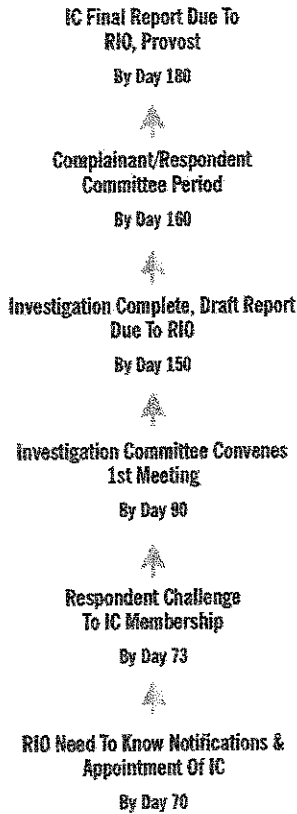 IC Final Report Due To
RIO, Provost
By Day 180
Complainant/Respondent
Committee Period
By Day 160
Investigation Complete, Draft Report
Due To RIO
By Day 150
Investigation Committee Convenes
1st Meeting
By Day 90
Respondent Challenge
To IC Membership
By Day 73
RIO Need To Know Notifications &
Appointment Of IC
By Day 70